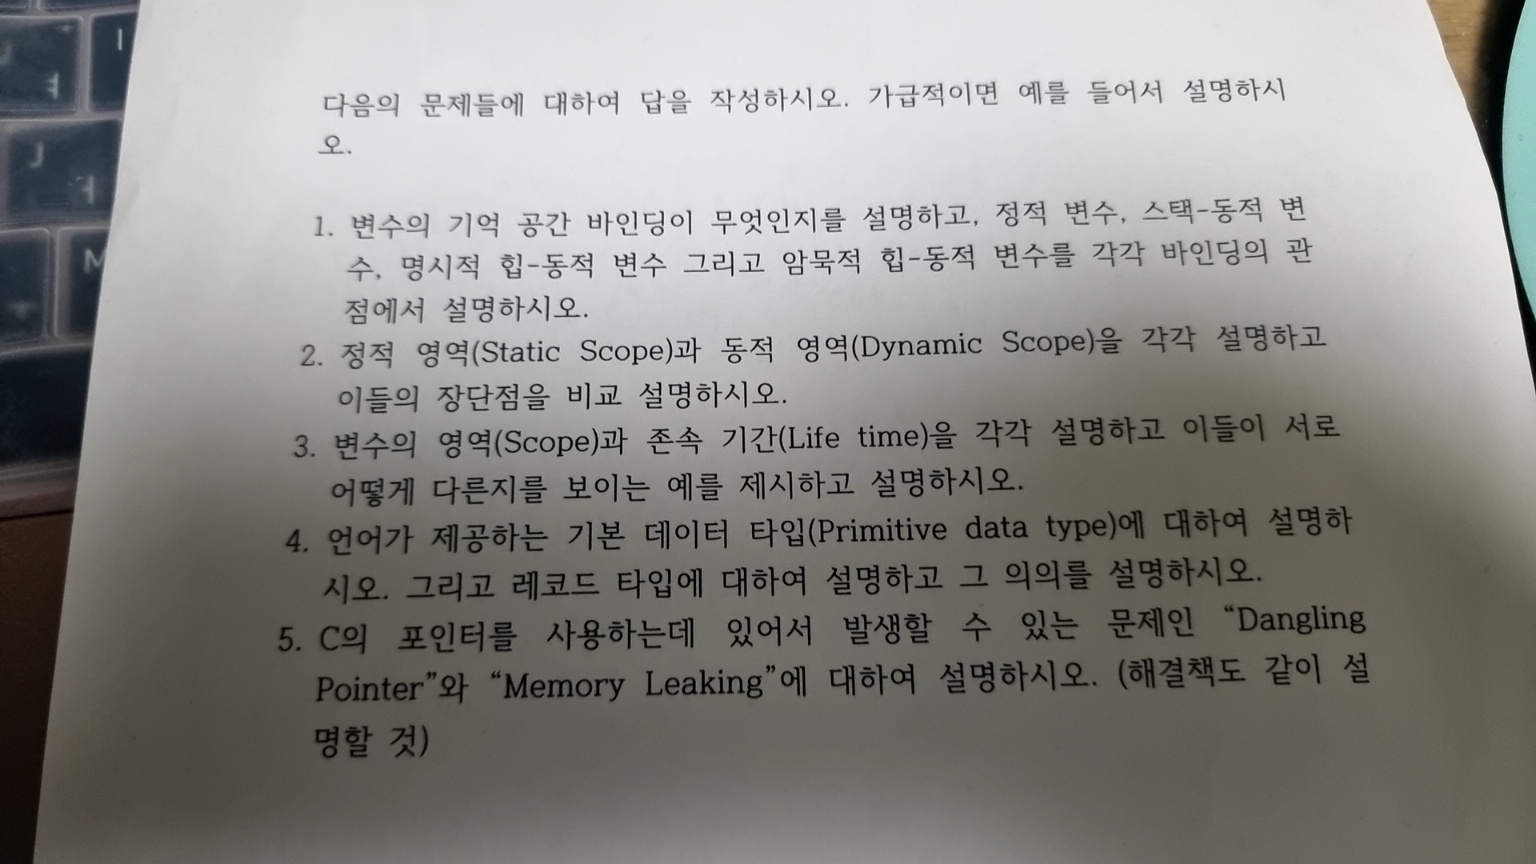 I
ㅑ
J
ㅓ
M
다음의 문제들에 대하여 답을 작성하시오. 가급적이면 예를 들어서 설명하시
오.
1. 변수의 기억 공간 바인딩이 무엇인지를 설명하고, 정적 변수, 스택-동적 변
수, 명시적 힙-동적 변수 그리고 암묵적 힙-동적 변수를 각각 바인딩의 관
점에서 설명하시오.
2. 정적 영역(Static Scope)과 동적 영역(Dynamic Scope)을 각각 설명하고
이들의 장단점을 비교 설명하시오.
3. 변수의 영역(Scope)과 존속 기간(Life time)을 각각 설명하고 이들이 서로
어떻게 다른지를 보이는 예를 제시하고 설명하시오.
4. 언어가 제공하는 기본 데이터 타입(Primitive data type)에 대하여 설명하
시오. 그리고 레코드 타입에 대하여 설명하고 그 의의를 설명하시오.
5. C의 포인터를 사용하는데 있어서 발생할 수 있는 문제인 “Dangling
Pointer”와 “Memory Leaking”에 대하여 설명하시오. (해결책도 같이 설
명할 것)